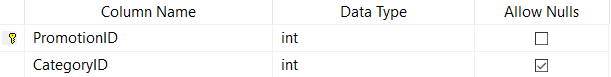 Column Name Data Type Allow Nulls
PromotionID int
CategoryID int